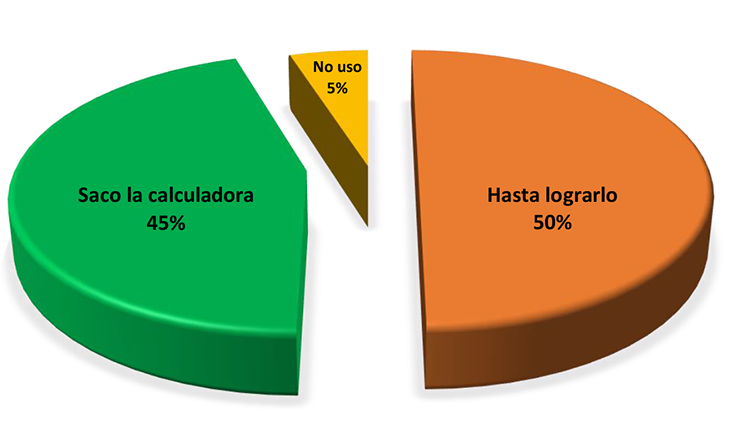 No uso
5%
Saco la calculadora
45%
Hasta lograrlo
50%